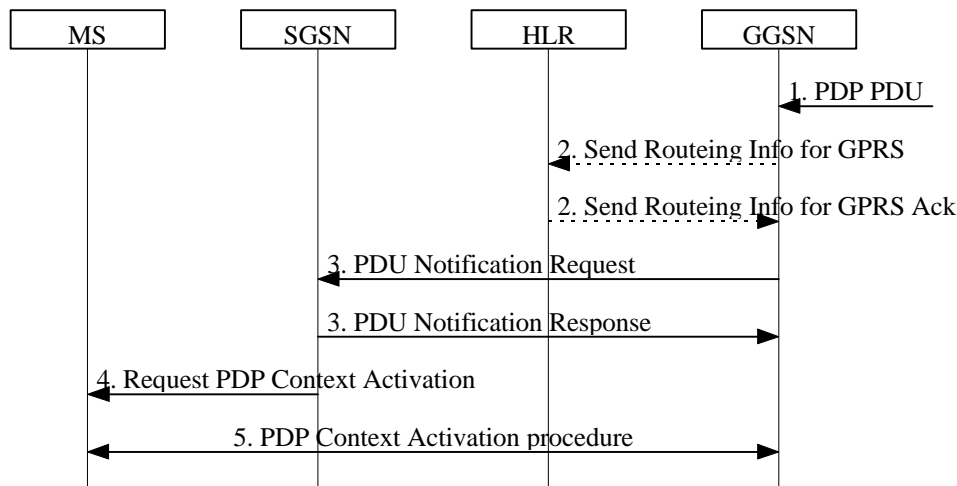 MS
SGSN
HLR
GGSN
1. PDP PDU
2. Send Routeing Info for GPRS
2. Send Routeing Info for GPRS Ack
3. PDU Notification Request
3. PDU Notification Response
4. Request PDP Context Activation
5. PDP Context Activation procedure